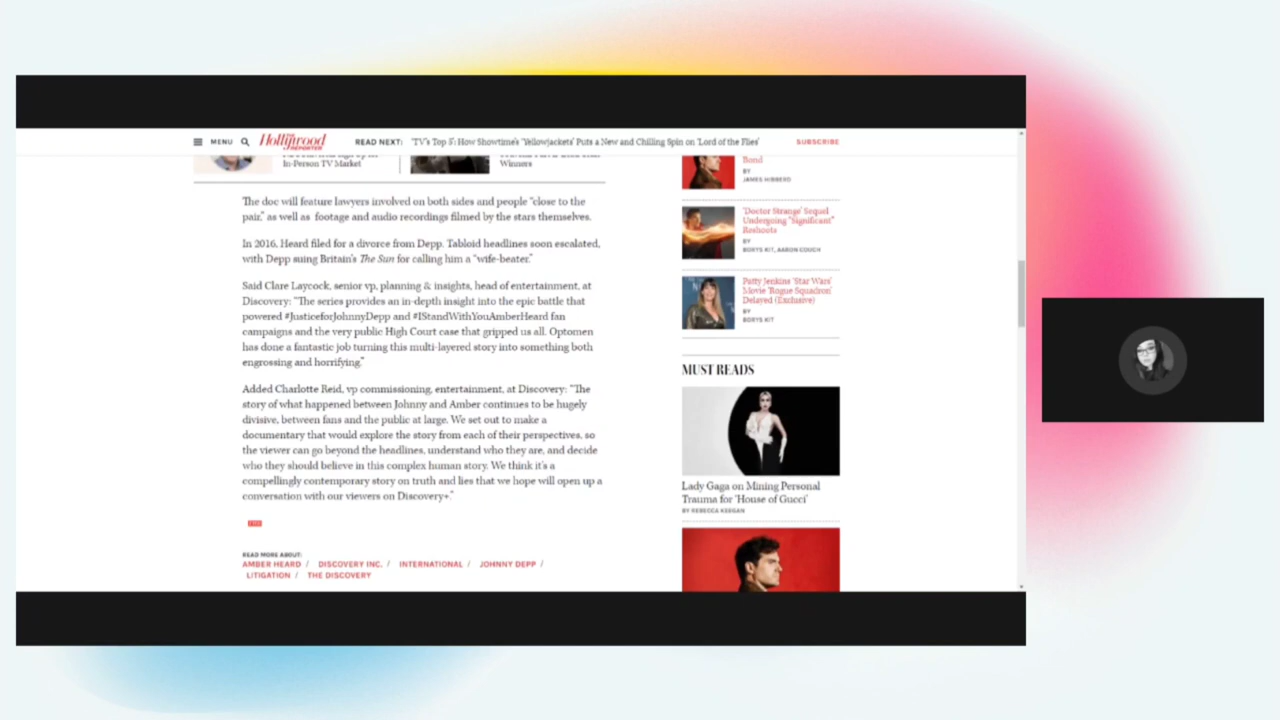 MENU
THE
Hollywood
REPORTER
READ NEXT: 'TV's Top 5': How Showtime's 'Yellowjackets' Puts a New and Chilling Spin on 'Lord of the Flies'
SUBSCRIBE
In-Person TV Market
Winners
The doc will feature lawyers involved on both sides and people “close to the
pair,” as well as footage and audio recordings filmed by the stars themselves.
In 2016, Heard filed for a divorce from Depp. Tabloid headlines soon escalated,
with Depp suing Britain's The Sun for calling him a “wife-beater.”
Said Clare Laycock, senior vp, planning & insights, head of entertainment, at
Discovery: “The series provides an in-depth insight into the epic battle that
powered #JusticeforJohnnyDepp and #IStandWithYouAmberHeard fan
campaigns and the very public High Court case that gripped us all. Optomen
has done a fantastic job turning this multi-layered story into something both
engrossing and horrifying.”
Added Charlotte Reid, vp commissioning, entertainment, at Discovery: “The
story of what happened between Johnny and Amber continues to be hugely
divisive, between fans and the public at large. We set out to make a
documentary that would explore the story from each of their perspectives, so
the viewer can go beyond the headlines, understand who they are, and decide
who they should believe in this complex human story. We think it's a
compellingly contemporary story on truth and lies that we hope will open up a
conversation with our viewers on Discovery+.”
THR
READ MORE ABOUT:
AMBER HEARD / DISCOVERY INC. / INTERNATIONAL / JOHNNY DEPP /
LITIGATION / THE DISCOVERY
Bond
BY
JAMES HIBBERD
'Doctor Strange' Sequel
Undergoing “Significant”
Reshoots
BY
BORYS KIT, AARON COUCH
Patty Jenkins 'Star Wars'
Movie 'Rogue Squadron'
Delayed (Exclusive)
BY
BORYS KIT
MUST READS
Lady Gaga on Mining Personal
Trauma for 'House of Gucci'
BY REBECCA KEEGAN